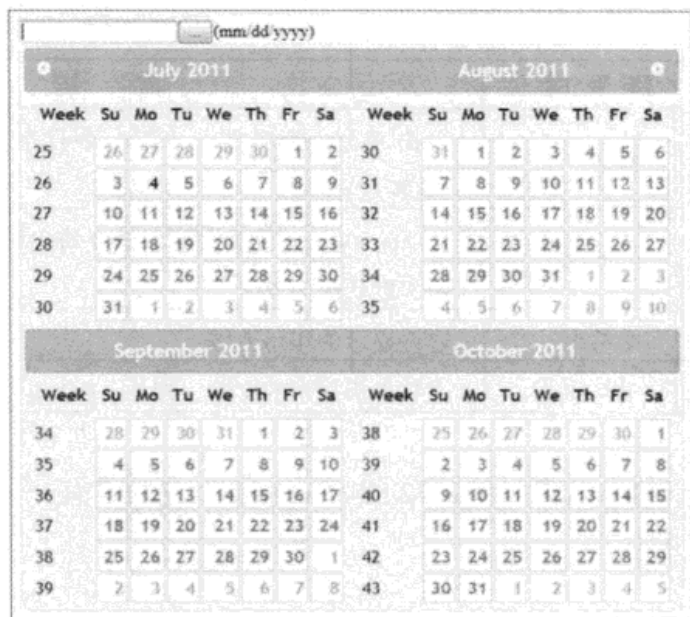 ... (mm/dd/yyyy)
July 2011
Week Su Mo Tu We Th Fr Sa
25 26 27 28 29 30 1 2
26 3 4 5 6 7 8 9
27 10 11 12 13 14 15 16
28 17 18 19 20 21 22 23
29 24 25 26 27 28 29 30
30 31 1 2 3 4 5 6
August 2011
Week Su Mo Tu We Th Fr Sa
30 31 1 2 3 4 5 6
31 7 8 9 10 11 12 13
32 14 15 16 17 18 19 20
33 21 22 23 24 25 26 27
34 28 29 30 31 1 2 3
35 4 5 6 7 8 9 10
September 2011
Week Su Mo Tu We Th Fr Sa
34 28 29 30 31 1 2 3
35 4 5 6 7 8 9 10
36 11 12 13 14 15 16 17
37 18 19 20 21 22 23 24
38 25 26 27 28 29 30 1
39 2 3 4 5 6 7 8
October 2011
Week Su Mo Tu We Th Fr Sa
38 25 26 27 28 29 30 1
39 2 3 4 5 6 7 8
40 9 10 11 12 13 14 15
41 16 17 18 19 20 21 22
42 23 24 25 26 27 28 29
43 30 31 1 2 3 4 5